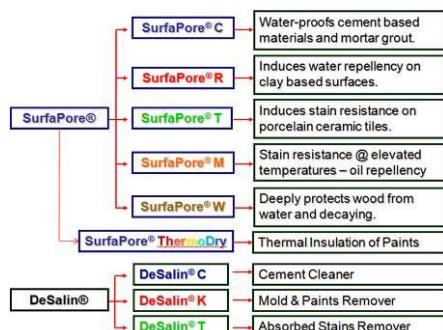 SurfaPore® C
Water-proofs cement based
materials and mortar grout.
SurfaPore® R
Induces water repellency on
clay based surfaces.
SurfaPore®
SurfaPore® T
Induces stain resistance on
porcelain ceramic tiles.
SurfaPore® M
Stain resistance @ elevated
temperatures – oil repellency
SurfaPore® W
Deeply protects wood from
water and decaying.
SurfaPore® ThermoDry
Thermal Insulation of Paints
DeSalin® C
Cement Cleaner
DeSalin®
DeSalin® K
Mold & Paints Remover
DeSalin® T
Absorbed Stains Remover